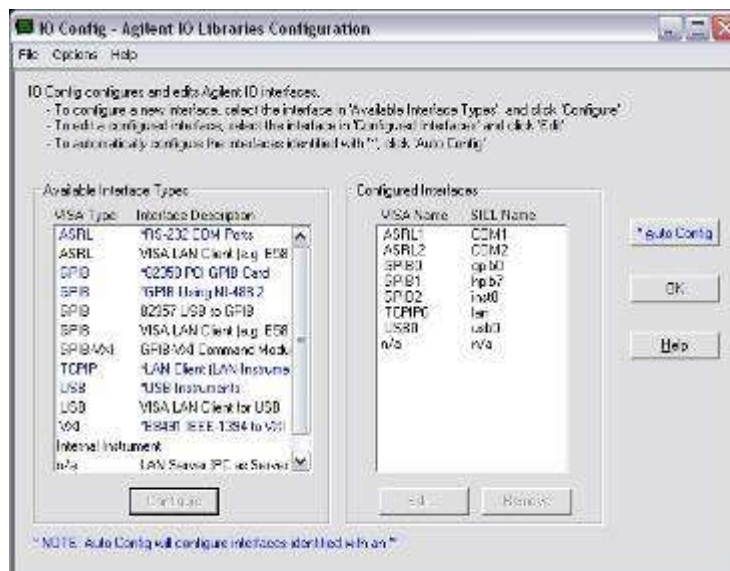 IO Config - Agilent IO Libraries Configuration
File Options Help
IO Config configures and edits Agilent IO interfaces.
- To configure a new interface, select the interface in 'Available Interface Types' and click 'Configure'
- To edit a configured interface, select the interface in 'Configured Interfaces' and click 'Edit'
- To automatically configure the interfaces identified with '*', click 'Auto Config'
Available Interface Types
VISA Type Interface Description
ASRL *RS-232 COM Ports
ASRL VISA LAN Client (e.g. E58
GPIB *82350 PCI GPIB Card
GPIB *GPIB Using NI-488.2
GPIB 82357 USB to GPIB
GPIB VISA LAN Client (e.g. E58
GPIB-VXI GPIB-VXI Command Modu
TCPIP *LAN Client (LAN Instrume
USB *USB Instruments
USB VISA LAN Client for USB
VXI *E8491 IEEE-1394 to VXI
Internal Instrument
n/a LAN Server (PC as Server
Configure
Configured Interfaces
VISA Name SICL Name
ASRL1 COM1
ASRL2 COM2
GPIB0 gpib0
GPIB1 hpib7
GPIB2 inst0
TCPIP0 lan
USB0 usb0
n/a n/a
Edit...
Remove
* Auto Config
OK
Help
* NOTE: Auto Config will configure interfaces identified with an '*'